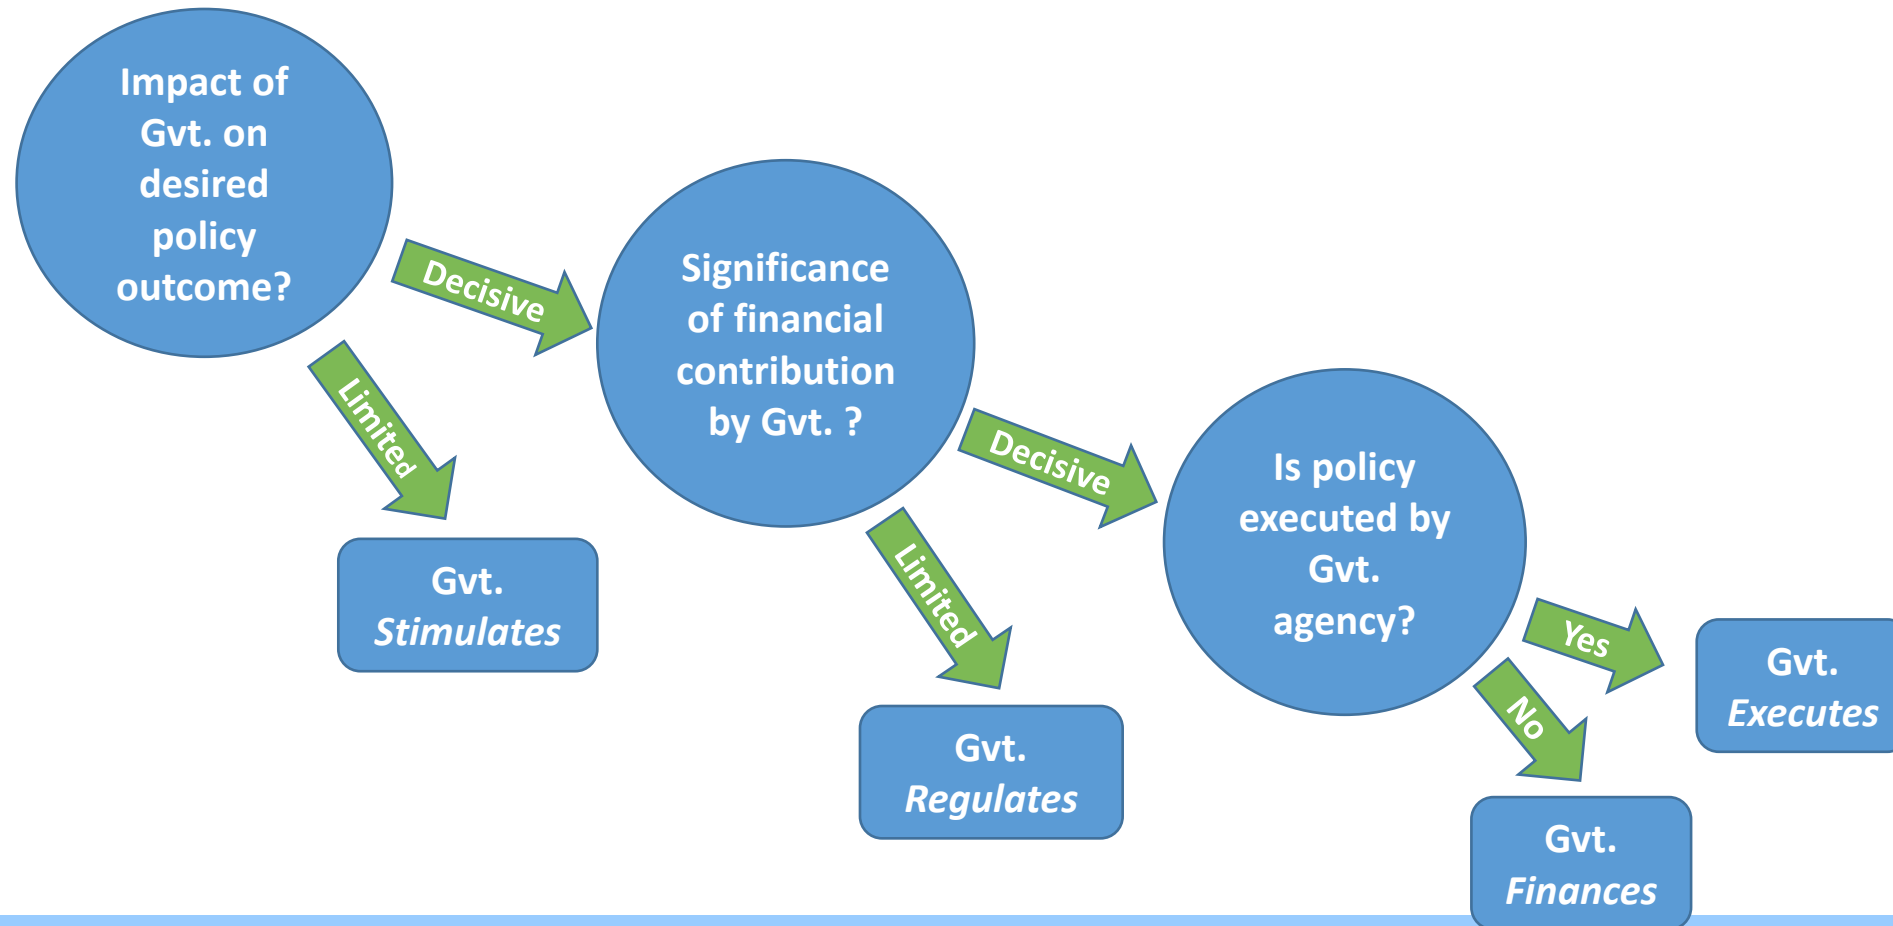 Impact of
Gvt. on
desired
policy
outcome?
Decisive
Limited
Gvt.
Stimulates
Significance
of financial
contribution
by Gvt. ?
Decisive
Limited
Gvt.
Regulates
Is policy
executed by
Gvt.
agency?
Yes
No
Gvt.
Executes
Gvt.
Finances